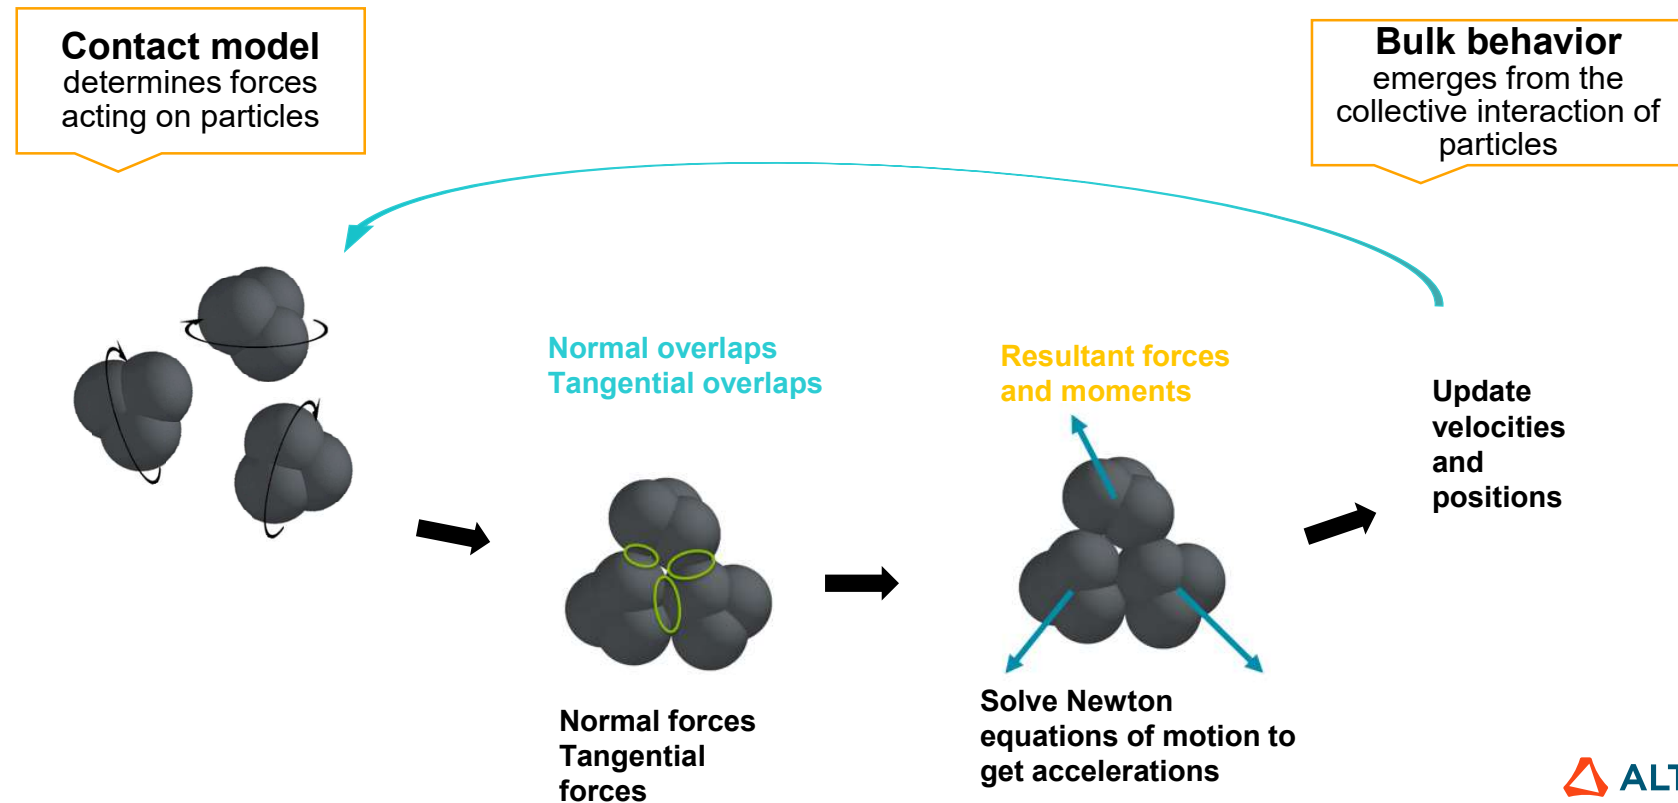 Contact model
determines forces
acting on particles
Bulk behavior
emerges from the
collective interaction of
particles
Normal overlaps
Tangential overlaps
Resultant forces
and moments
Update
velocities
and
positions
Normal forces
Tangential
forces
Solve Newton
equations of motion to
get accelerations
ALT